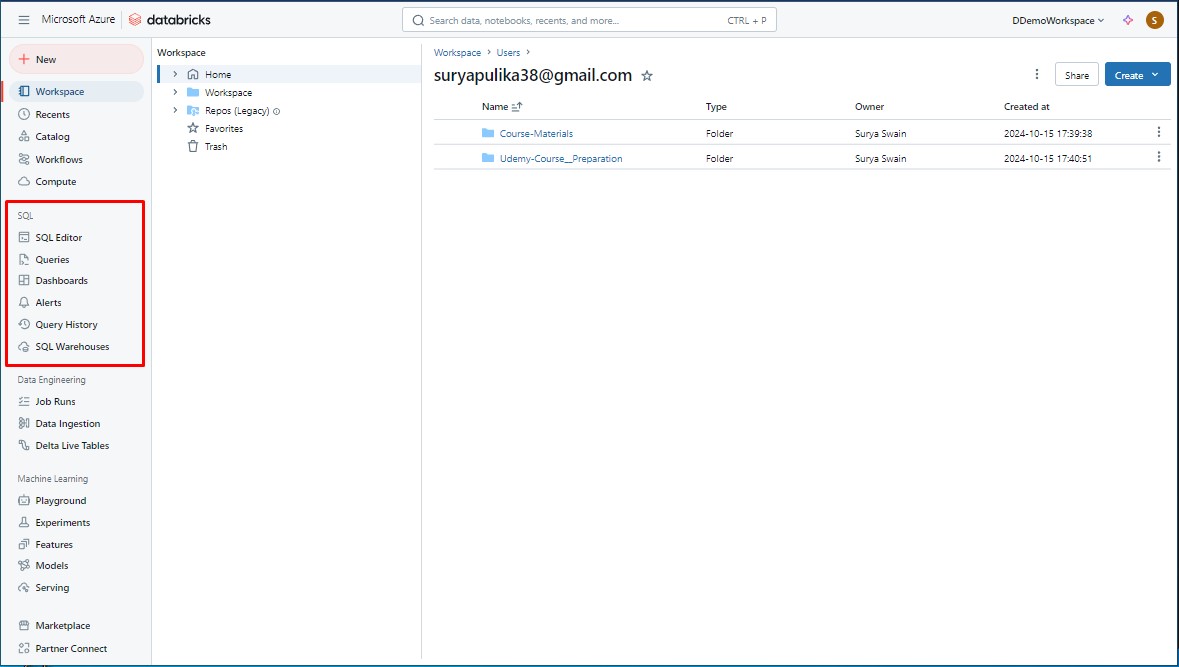 Microsoft Azure databricks
Search data, notebooks, recents, and more... CTRL + P
DDemoWorkspace S
New
Workspace
Recents
Catalog
Workflows
Compute
SQL
SQL Editor
Queries
Dashboards
Alerts
Query History
SQL Warehouses
Data Engineering
Job Runs
Data Ingestion
Delta Live Tables
Machine Learning
Playground
Experiments
Features
Models
Serving
Marketplace
Partner Connect
Workspace
Home
Workspace
Repos (Legacy)
Favorites
Trash
Workspace > Users >
suryapulika38@gmail.com
Share Create
Name Type Owner Created at
Course-Materials Folder Surya Swain 2024-10-15 17:39:38
Udemy-Course__Preparation Folder Surya Swain 2024-10-15 17:40:51